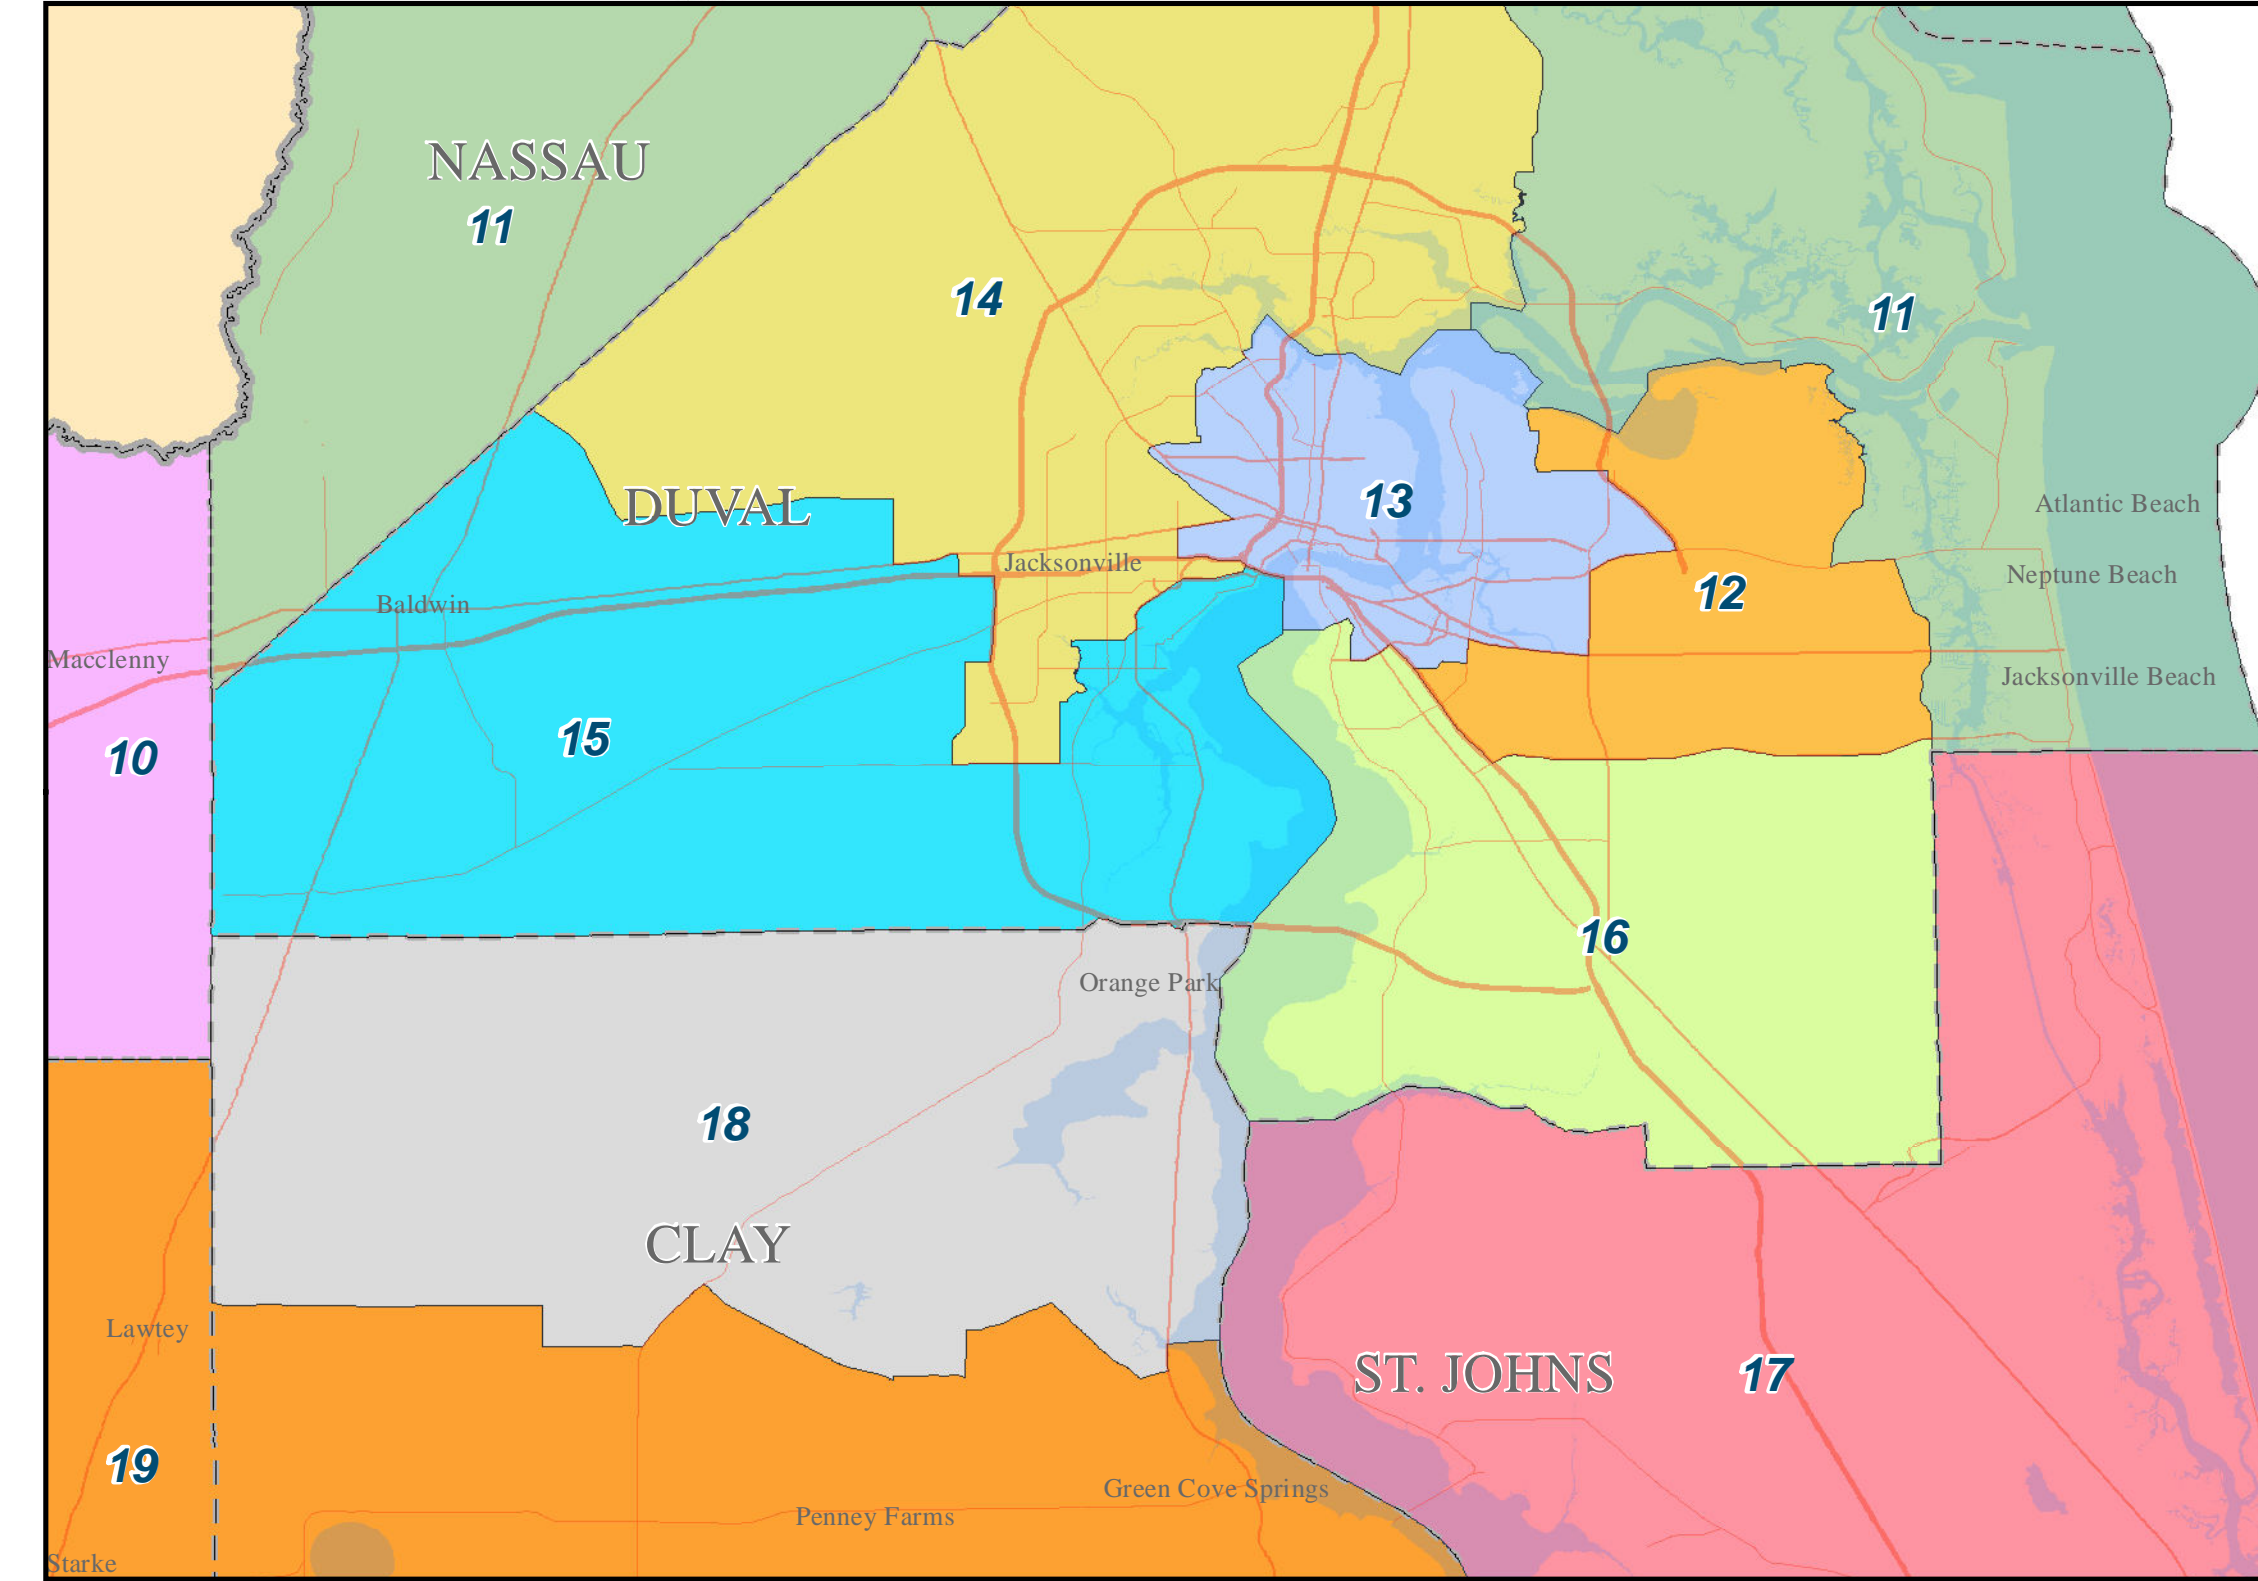 NASSAU
11
14
11
13
Atlantic Beach
DUVAL
Jacksonville
Neptune Beach
12
Baldwin
Macclenny
Jacksonville Beach
15
10
16
Orange Park
18
CLAY
Lawtey
ST. JOHNS
17
19
Green Cove Springs
Penney Farms
Starke